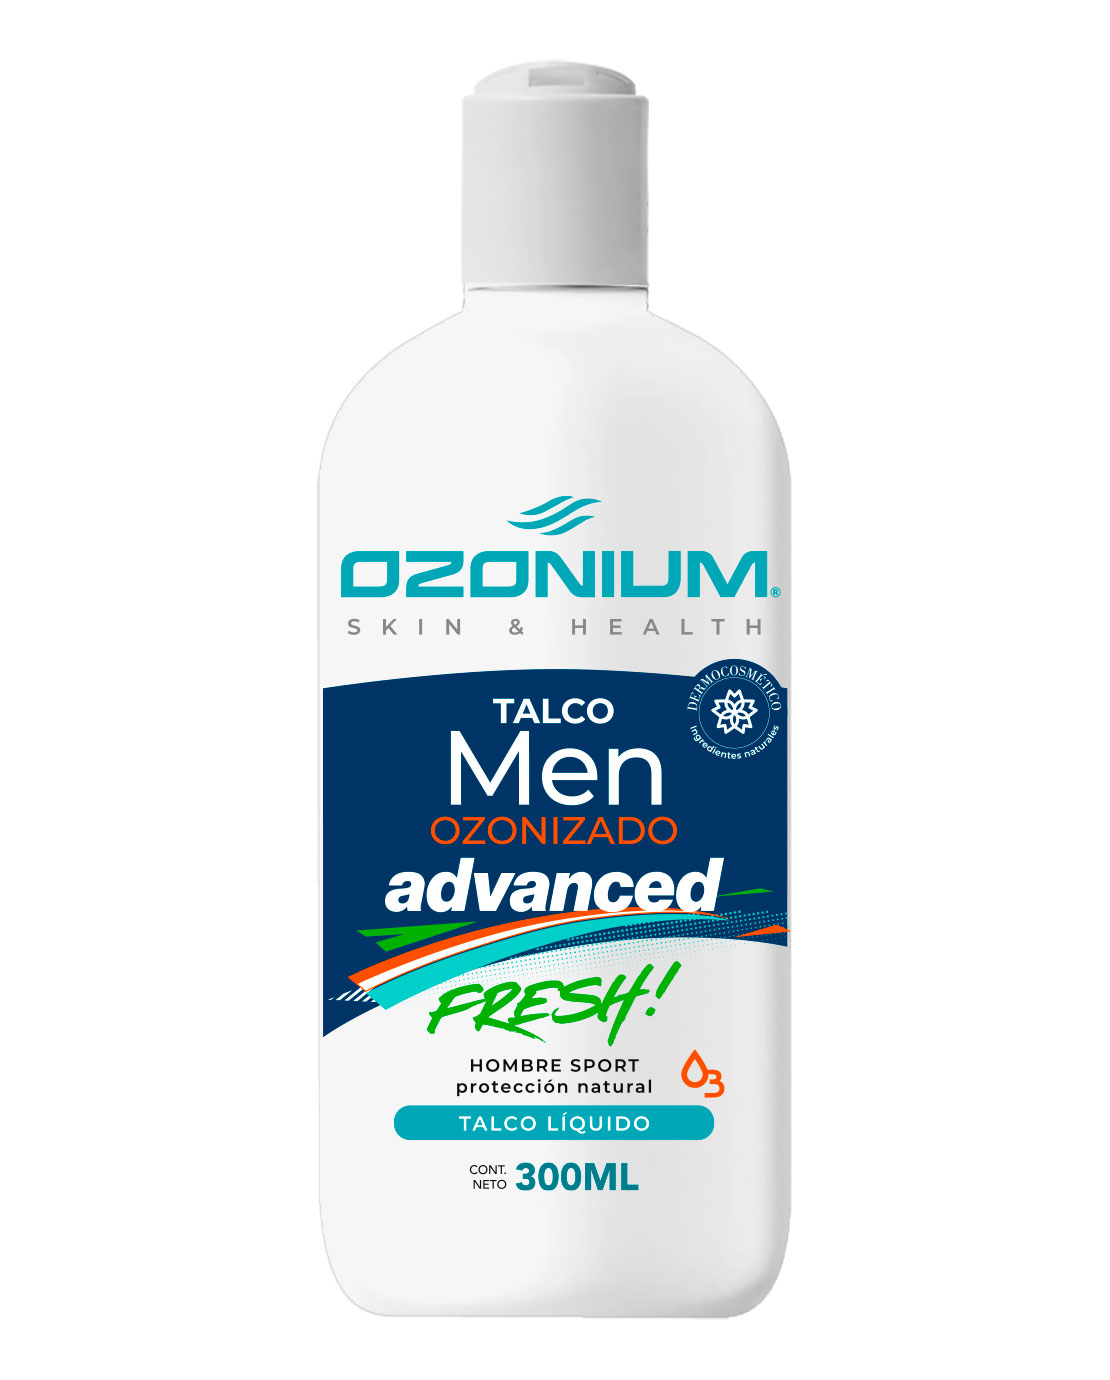 OZONIUM®
SKIN & HEALTH
DERMOCOSMÉTICO
ingredientes naturales
TALCO
Men
OZONIZADO
advanced
FRESH!
HOMBRE SPORT
protección natural
O3
TALCO LÍQUIDO
CONT.
NETO 300ML